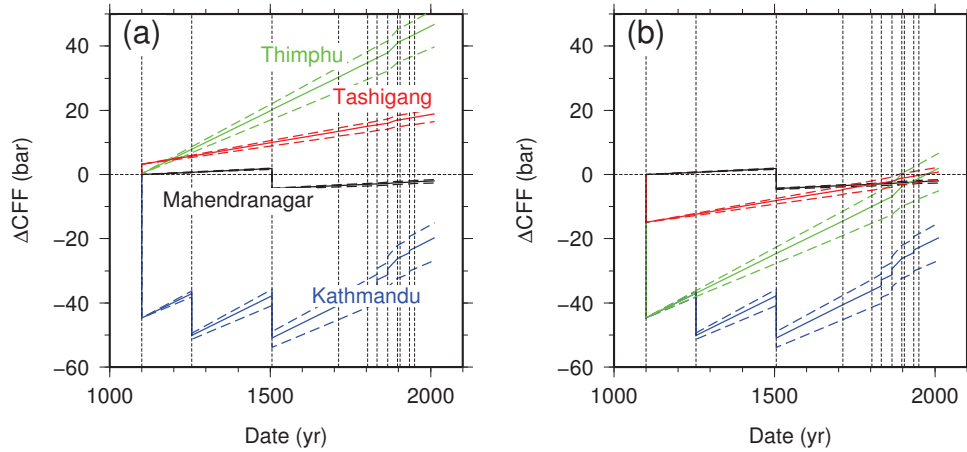 (a)
Thimphu
Tashigang
Mahendranagar
Kathmandu
ΔCFF (bar)
40
20
0
−20
−40
−60
1000
1500
2000
Date (yr)
(b)
ΔCFF (bar)
40
20
0
−20
−40
−60
1000
1500
2000
Date (yr)